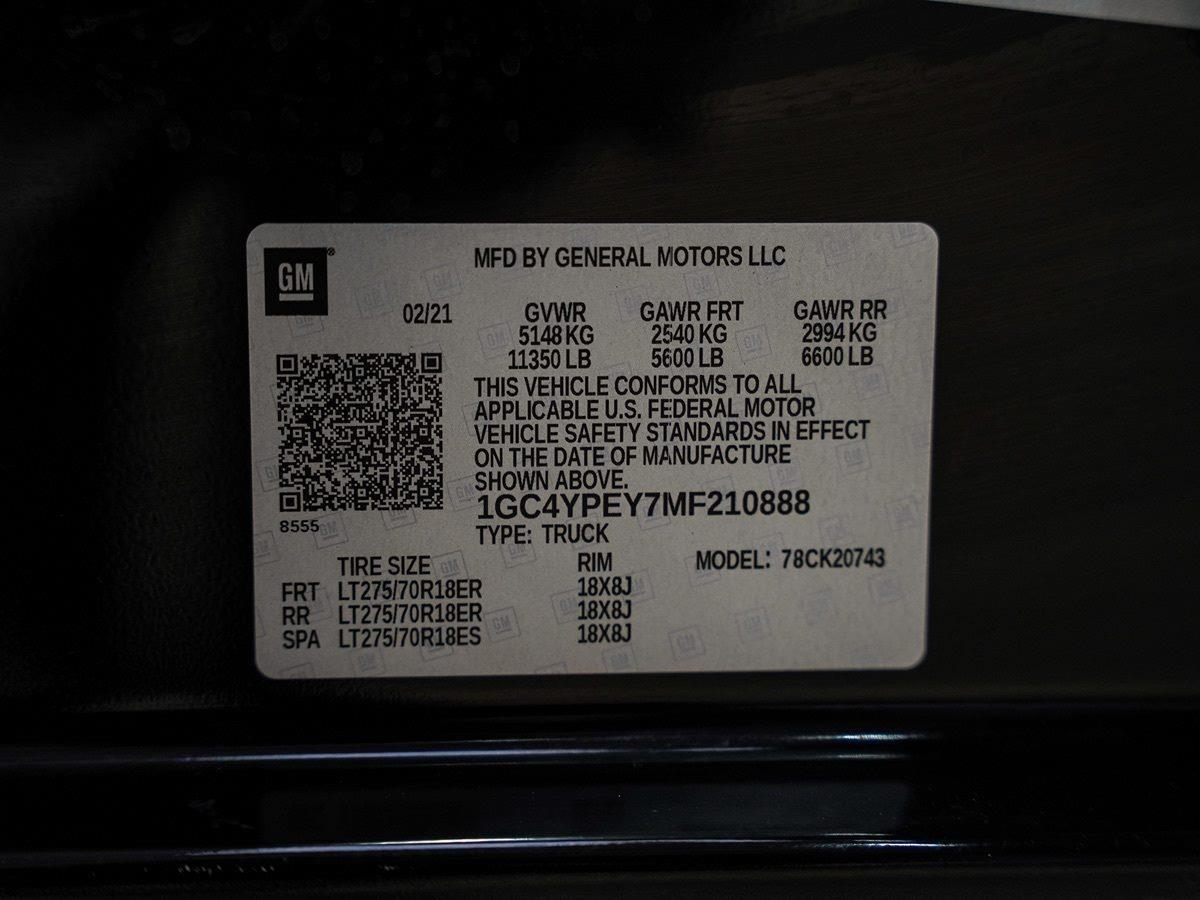 GM®
MFD BY GENERAL MOTORS LLC
02/21 GVWR GAWR FRT GAWR RR
5148 KG 2540 KG 2994 KG
11350 LB 5600 LB 6600 LB
THIS VEHICLE CONFORMS TO ALL
APPLICABLE U.S. FEDERAL MOTOR
VEHICLE SAFETY STANDARDS IN EFFECT
ON THE DATE OF MANUFACTURE
SHOWN ABOVE.
1GC4YPEY7MF210888
8555
TYPE: TRUCK
TIRE SIZE RIM MODEL: 78CK20743
FRT LT275/70R18ER 18X8J
RR LT275/70R18ER 18X8J
SPA LT275/70R18ES 18X8J